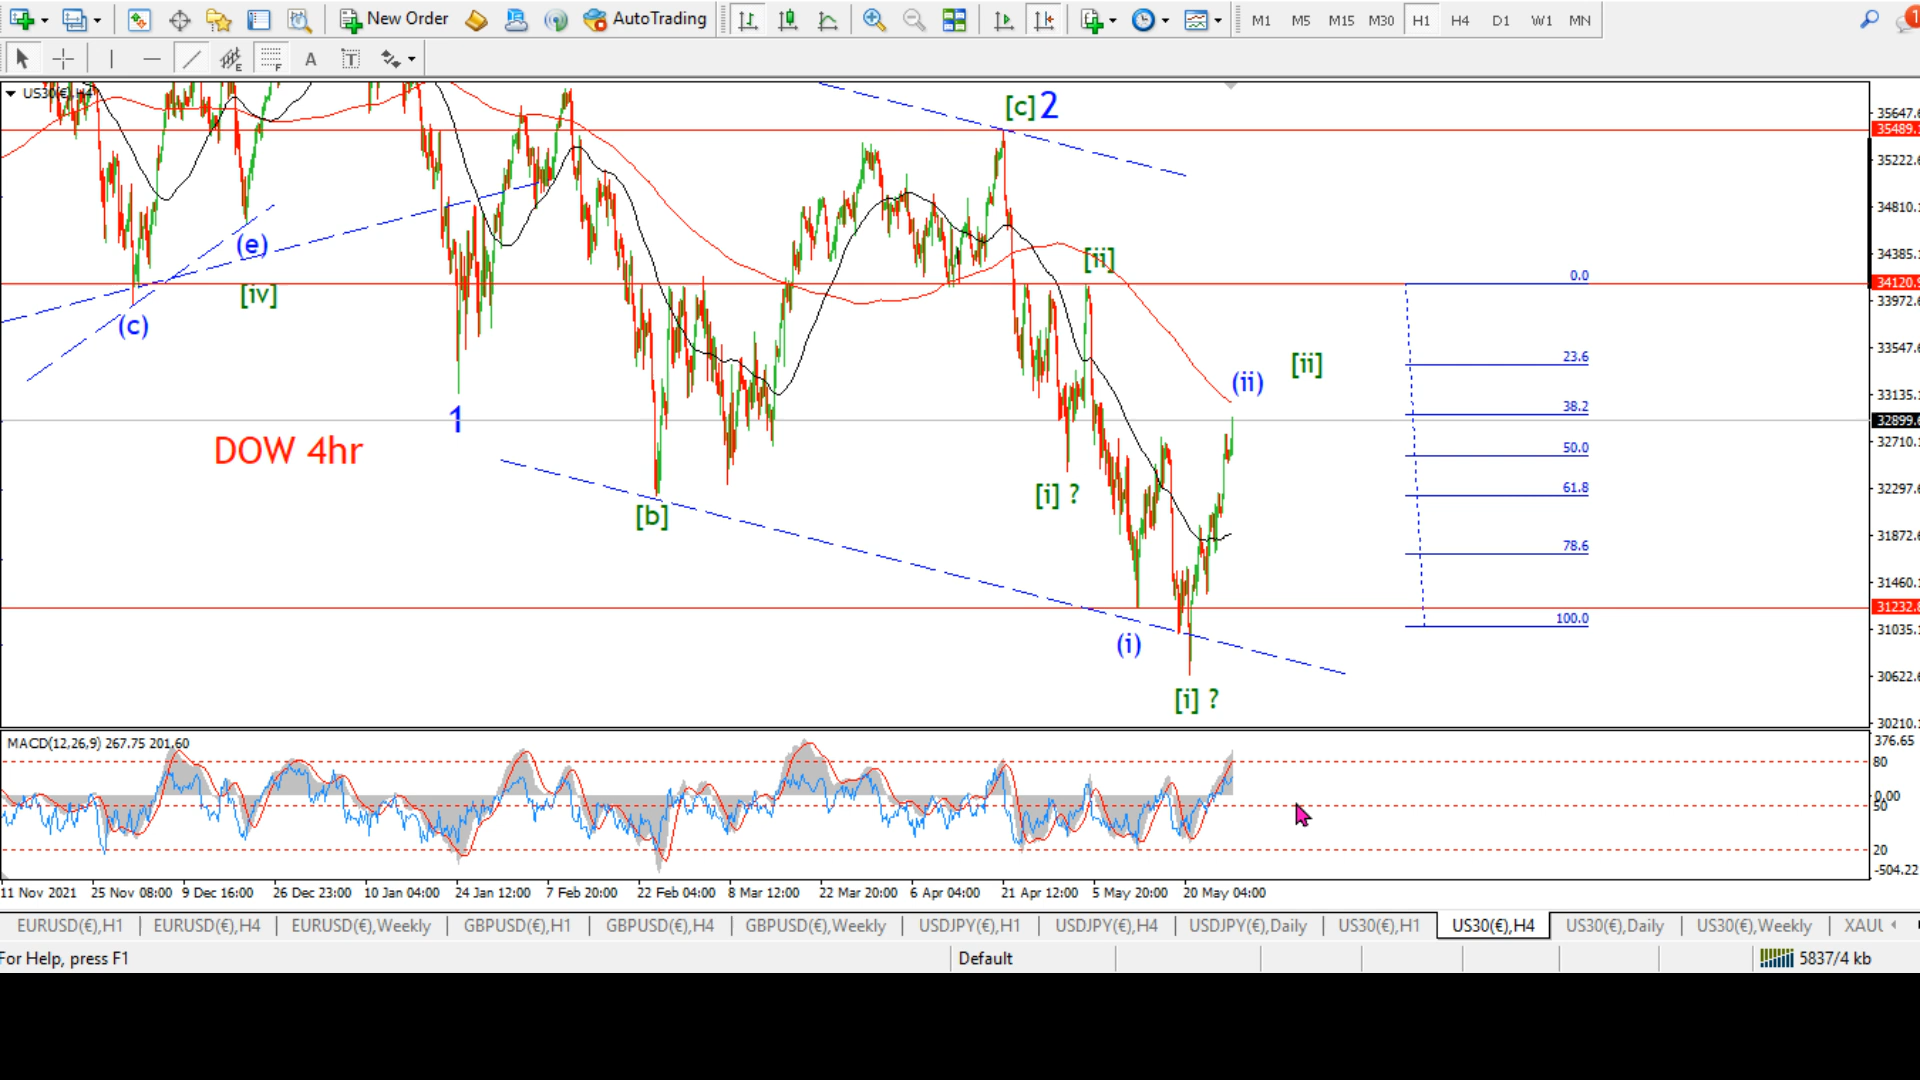 New Order AutoTrading M1 M5 M15 M30 H1 H4 D1 W1 MN 1
E F A T
US30(€),H4
[c] 2
35647.6
35489.
35222.6
34810.
(e)
[ii]
34385.
[iv]
0.0
34120.9
33972.6
(c)
33547.6
23.6
[ii]
(ii)
33135.
38.2
1
32899.6
DOW 4hr
32710.
50.0
[i] ?
61.8
32297.6
[b]
31872.6
78.6
31460.
31232.
100.0
31035.
(i)
30622.6
[i] ?
30210.
MACD(12,26,9) 267.75 201.60
376.65
80
0.00
50
20
-504.22
11 Nov 2021 25 Nov 08:00 9 Dec 16:00 26 Dec 23:00 10 Jan 04:00 24 Jan 12:00 7 Feb 20:00 22 Feb 04:00 8 Mar 12:00 22 Mar 20:00 6 Apr 04:00 21 Apr 12:00 5 May 20:00 20 May 04:00
EURUSD(€),H1 EURUSD(€),H4 EURUSD(€),Weekly GBPUSD(€),H1 GBPUSD(€),H4 GBPUSD(€),Weekly USDJPY(€),H1 USDJPY(€),H4 USDJPY(€),Daily US30(€),H1 US30(€),H4 US30(€),Daily US30(€),Weekly XAU
For Help, press F1 Default 5837/4 kb